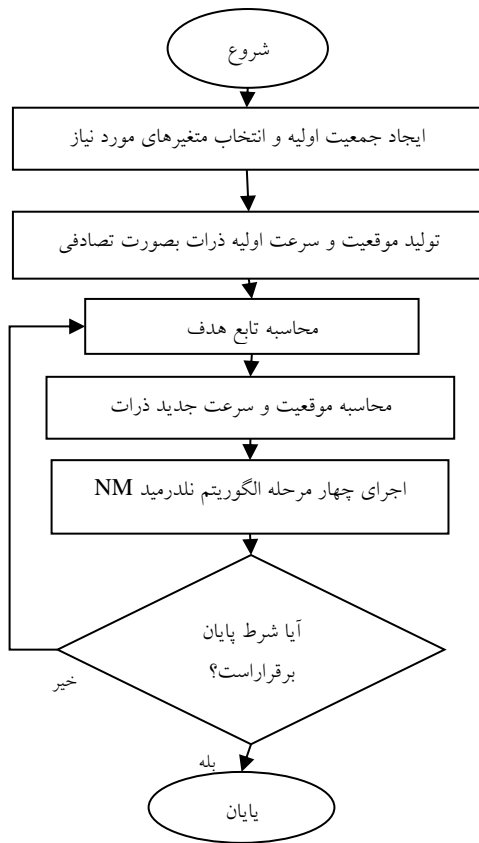 شروع
ایجاد جمعیت اولیه و انتخاب متغیرهای مورد نیاز
تولید موقعیت و سرعت اولیه ذرات بصورت تصادفی
محاسبه تابع هدف
محاسبه موقعیت و سرعت جدید ذرات
اجرای چهار مرحله الگوریتم نلدرمید NM
آیا شرط پایان
برقراراست؟
خیر
بله
پایان